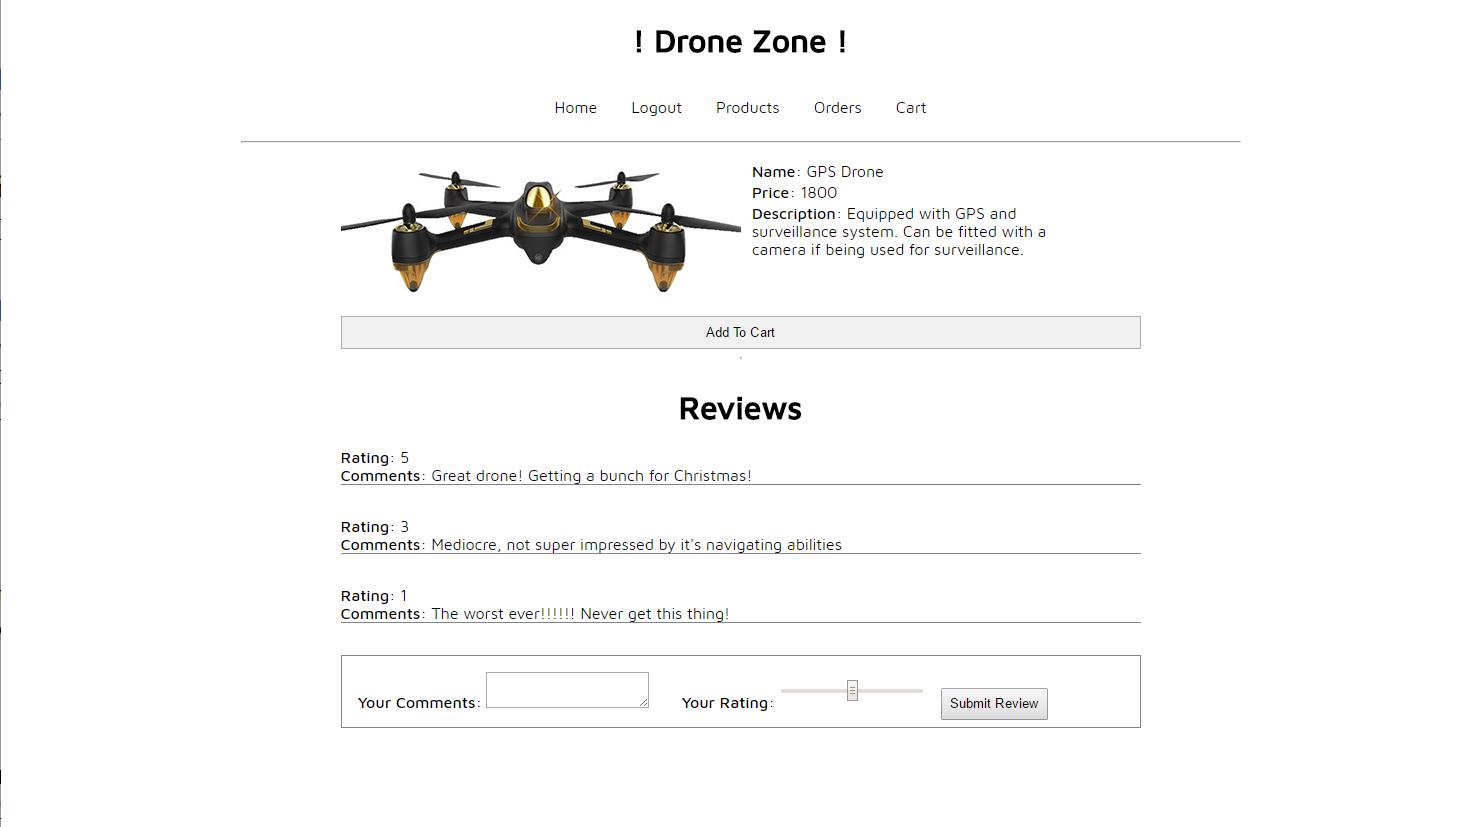 ! Drone Zone !
Home Logout Products Orders Cart
Name: GPS Drone
Price: 1800
Description: Equipped with GPS and
surveillance system. Can be fitted with a
camera if being used for surveillance.
Add To Cart
Reviews
Rating: 5
Comments: Great drone! Getting a bunch for Christmas!
Rating: 3
Comments: Mediocre, not super impressed by it's navigating abilities
Rating: 1
Comments: The worst ever!!!!!! Never get this thing!
Your Comments: Your Rating: Submit Review